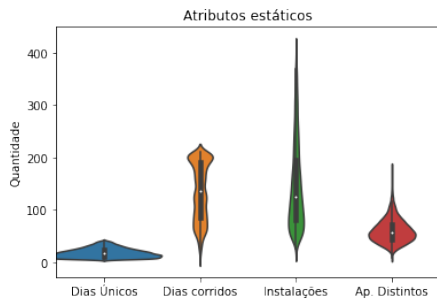 Atributos estáticos
Quantidade
400
300
200
100
0
Dias Únicos
Dias corridos
Instalações
Ap. Distintos